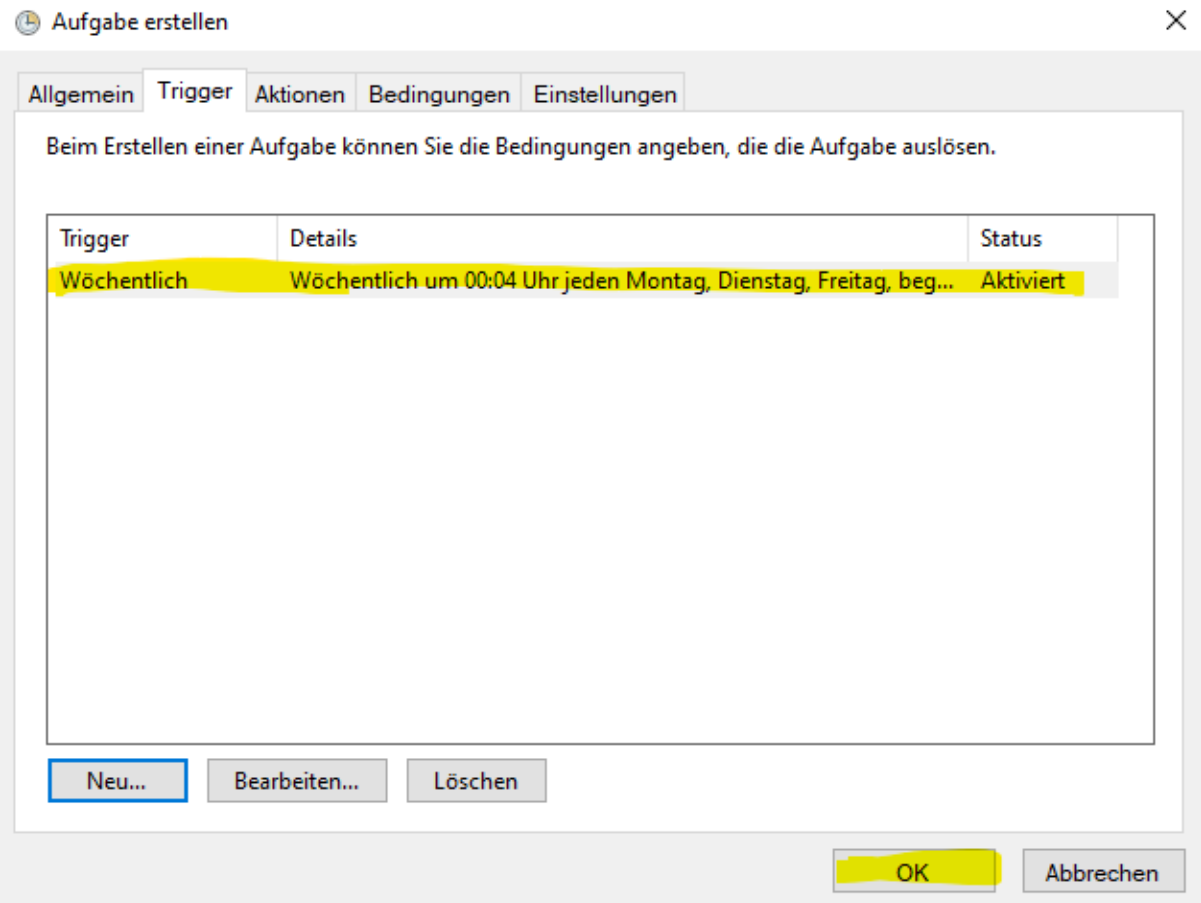 Aufgabe erstellen
Allgemein Trigger Aktionen Bedingungen Einstellungen
Beim Erstellen einer Aufgabe können Sie die Bedingungen angeben, die die Aufgabe auslösen.
Trigger Details Status
Wöchentlich Wöchentlich um 00:04 Uhr jeden Montag, Dienstag, Freitag, beg... Aktiviert
Neu... Bearbeiten... Löschen
OK Abbrechen